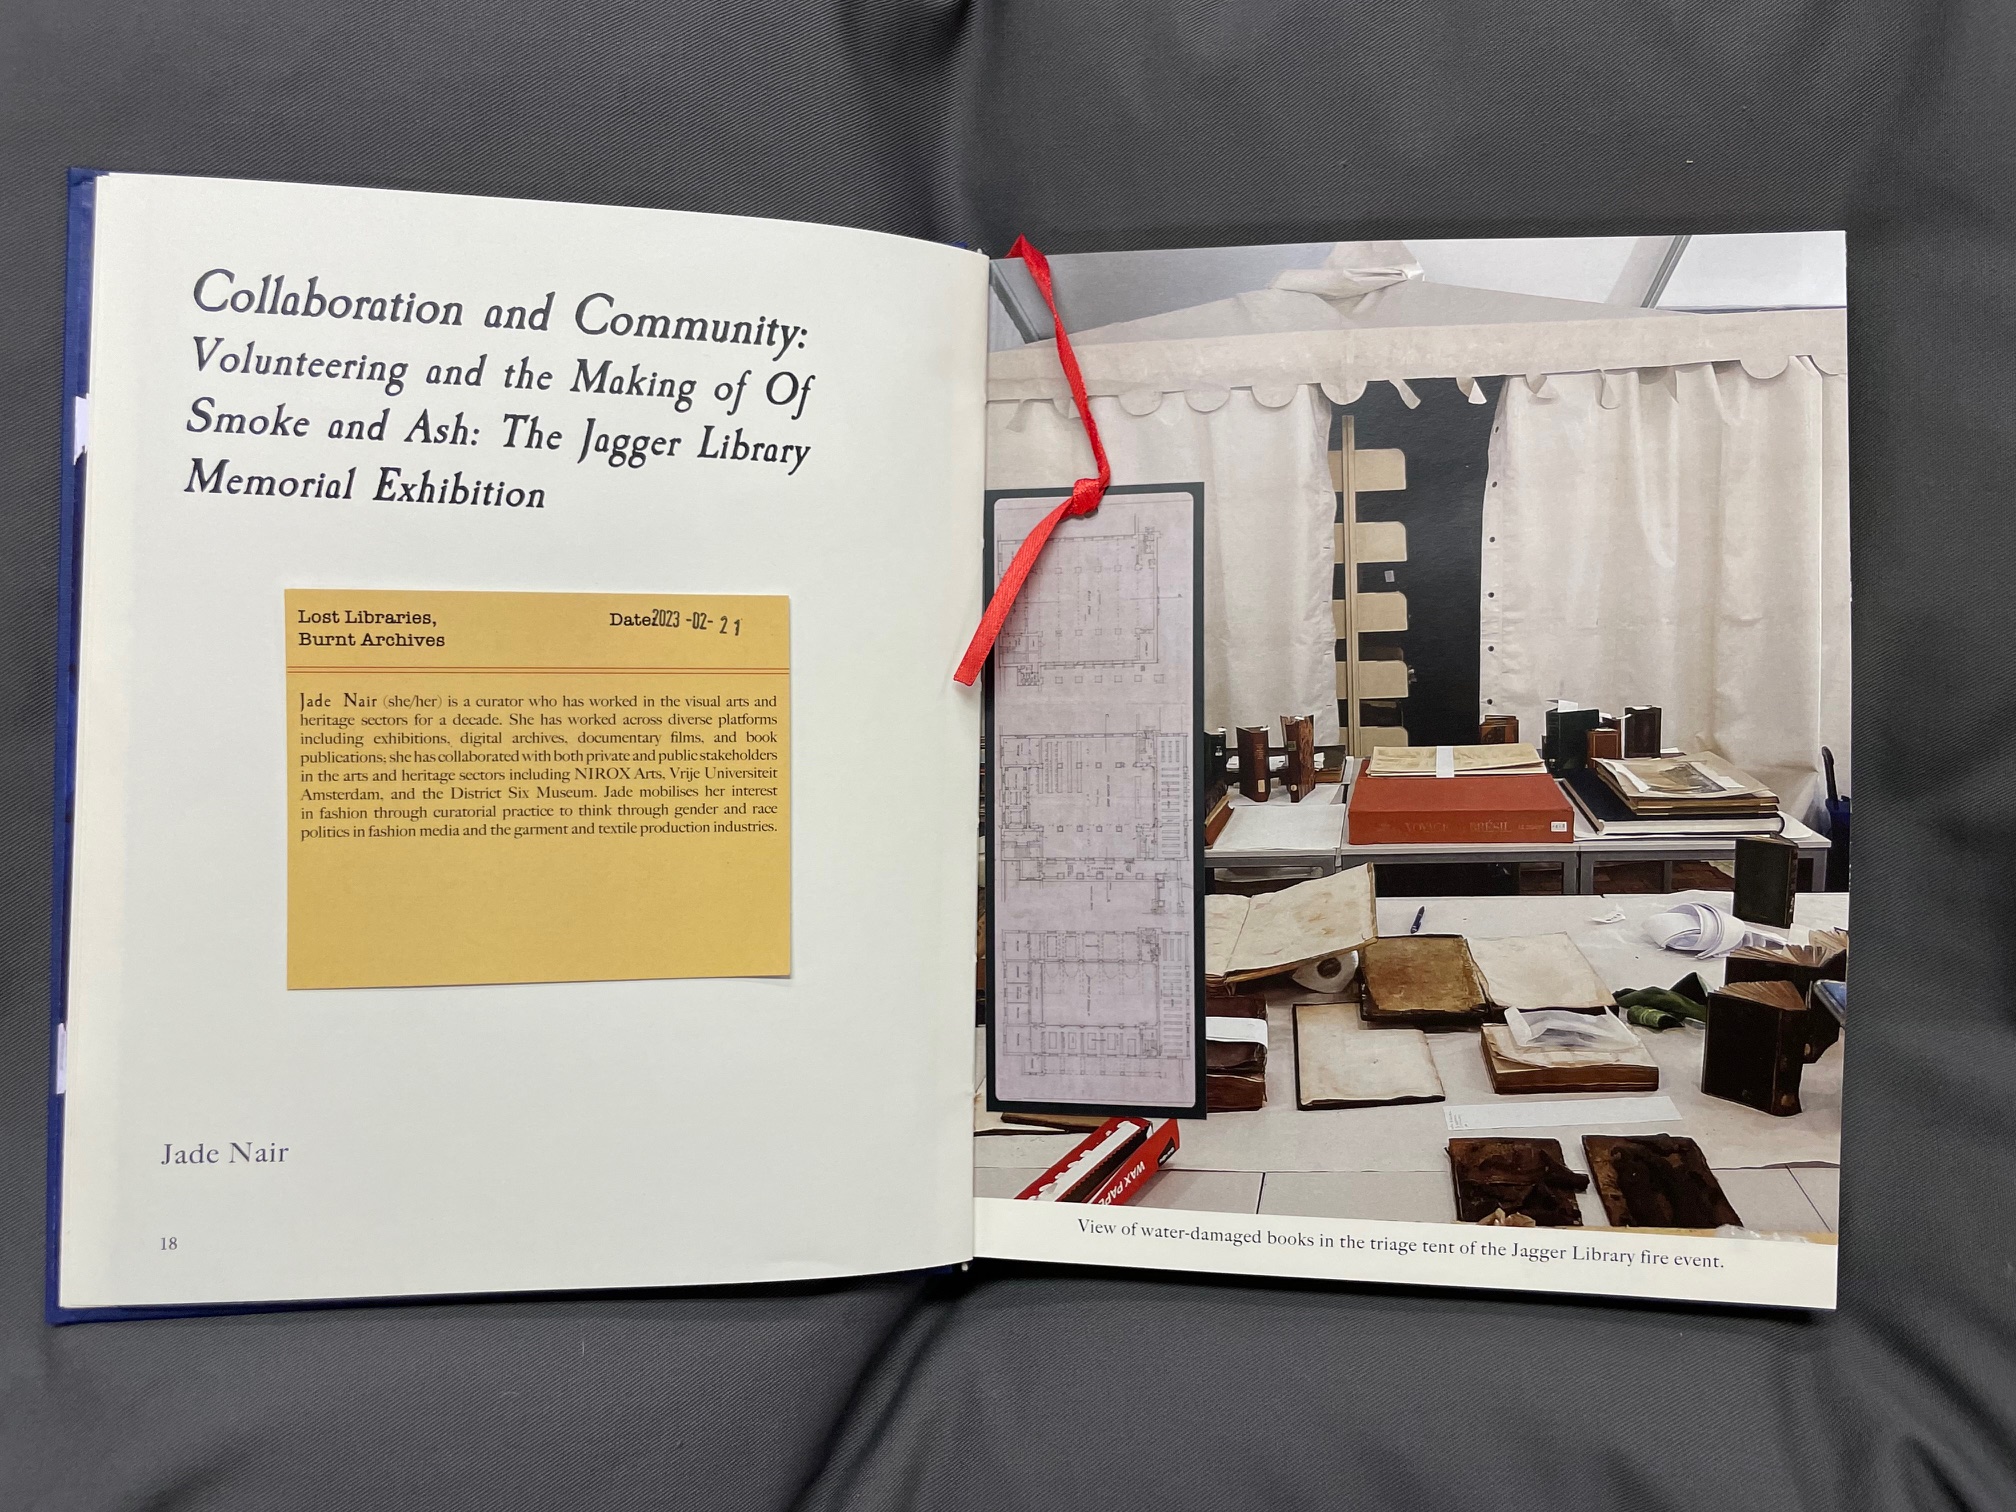 Collaboration and Community:
Volunteering and the Making of Of
Smoke and Ash: The Jagger Library
Memorial Exhibition
Lost Libraries,
Burnt Archives
Date: 2023 -02- 21
Jade Nair (she/her) is a curator who has worked in the visual arts and
heritage sectors for a decade. She has worked across diverse platforms
including exhibitions, digital archives, documentary films, and book
publications; she has collaborated with both private and public stakeholders
in the arts and heritage sectors including NIROX Arts, Vrije Universiteit
Amsterdam, and the District Six Museum. Jade mobilises her interest
in fashion through curatorial practice to think through gender and race
politics in fashion media and the garment and textile production industries.
Jade Nair
18
BRÉSIL
WAX PAPE
View of water-damaged books in the triage tent of the Jagger Library fire event.